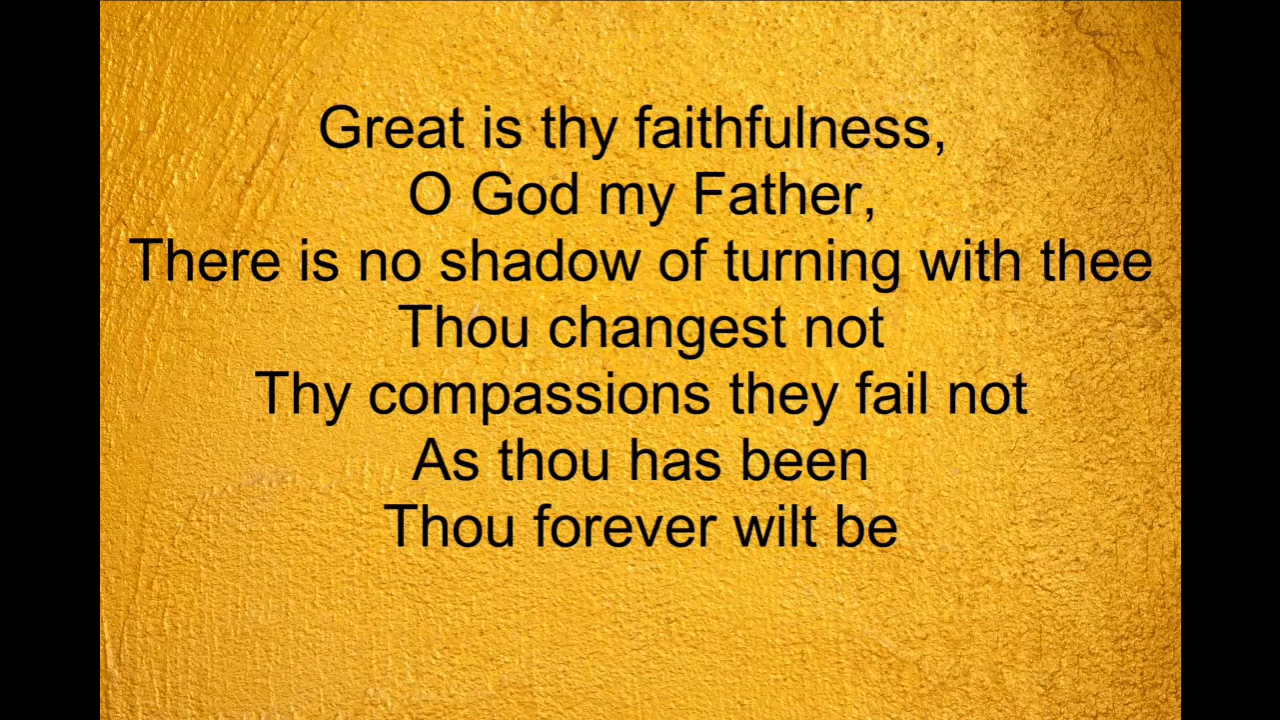 Great is thy faithfulness,
O God my Father,
There is no shadow of turning with thee
Thou changest not
Thy compassions they fail not
As thou has been
Thou forever wilt be